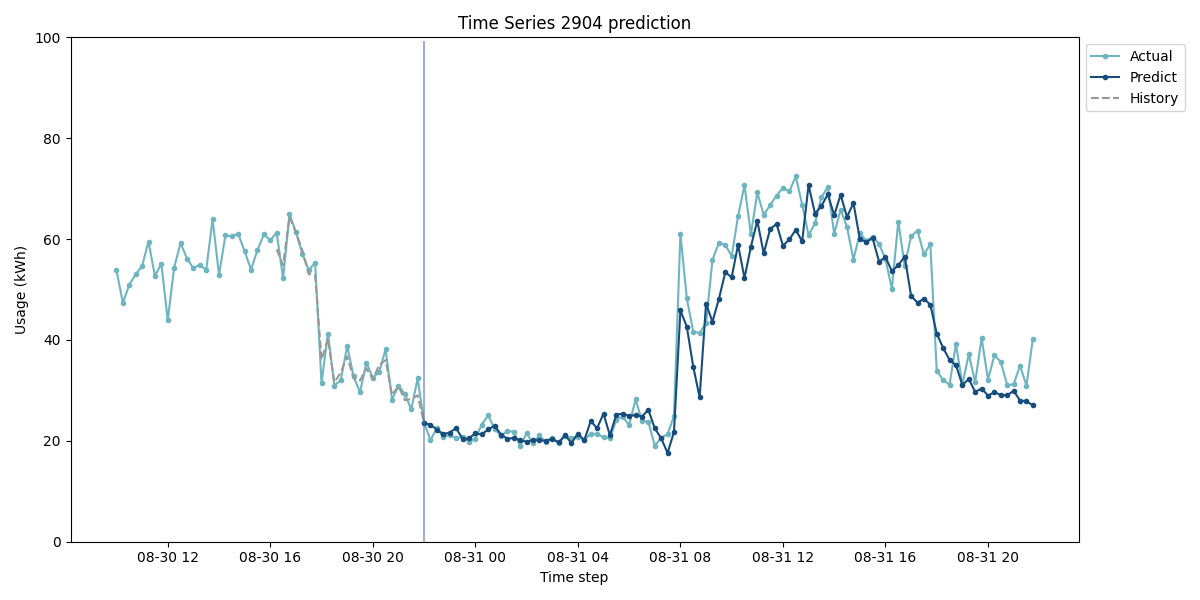 Time Series 2904 prediction
100
80
60
40
20
0
Usage (kWh)
08-30 12
08-30 16
08-30 20
08-31 00
08-31 04
08-31 08
08-31 12
08-31 16
08-31 20
Time step
Actual
Predict
History